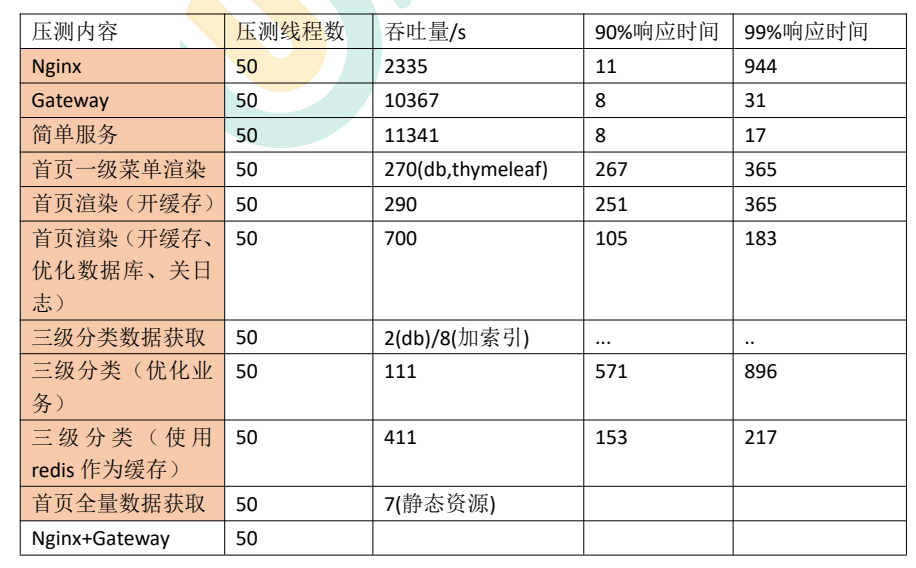 压测内容 压测线程数 吞吐量/s 90%响应时间 99%响应时间
Nginx 50 2335 11 944
Gateway 50 10367 8 31
简单服务 50 11341 8 17
首页一级菜单渲染 50 270(db,thymeleaf) 267 365
首页渲染（开缓存） 50 290 251 365
首页渲染（开缓存、 50 700 105 183
优化数据库、关日
志）
三级分类数据获取 50 2(db)/8(加索引) ... ..
三级分类（优化业 50 111 571 896
务）
三级分类（使用 50 411 153 217
redis 作为缓存）
首页全量数据获取 50 7(静态资源)
Nginx+Gateway 50